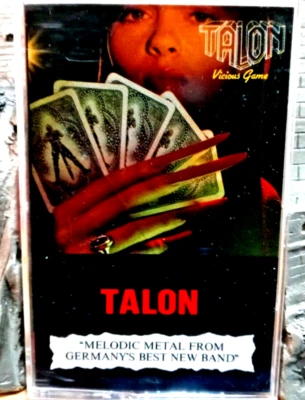 TALON
Vicious Game
TALON
"MELODIC METAL FROM
GERMANY'S BEST NEW BAND"